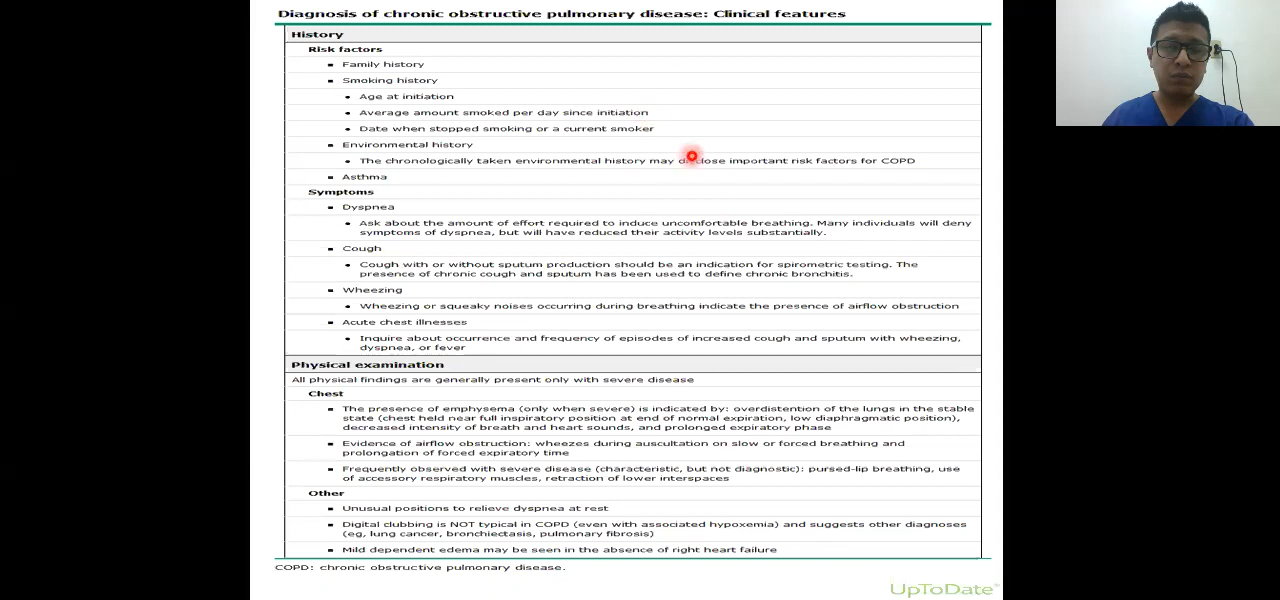 Diagnosis of chronic obstructive pulmonary disease: Clinical features
History
Risk factors
Family history
Smoking history
Age at initiation
Average amount smoked per day since initiation
Date when stopped smoking or a current smoker
Environmental history
The chronologically taken environmental history may disclose important risk factors for COPD
Asthma
Symptoms
Dyspnea
Ask about the amount of effort required to induce uncomfortable breathing. Many individuals will deny
symptoms of dyspnea, but will have reduced their activity levels substantially.
Cough
Cough with or without sputum production should be an indication for spirometric testing. The
presence of chronic cough and sputum has been used to define chronic bronchitis.
Wheezing
Wheezing or squeaky noises occurring during breathing indicate the presence of airflow obstruction
Acute chest illnesses
Inquire about occurrence and frequency of episodes of increased cough and sputum with wheezing,
dyspnea, or fever
Physical examination
All physical findings are generally present only with severe disease
Chest
The presence of emphysema (only when severe) is indicated by: overdistention of the lungs in the stable
state (chest held near full inspiratory position at end of normal expiration, low diaphragmatic position),
decreased intensity of breath and heart sounds, and prolonged expiratory phase
Evidence of airflow obstruction: wheezes during auscultation on slow or forced breathing and
prolongation of forced expiratory time
Frequently observed with severe disease (characteristic, but not diagnostic): pursed-lip breathing, use
of accessory respiratory muscles, retraction of lower interspaces
Other
Unusual positions to relieve dyspnea at rest
Digital clubbing is NOT typical in COPD (even with associated hypoxemia) and suggests other diagnoses
(eg, lung cancer, bronchiectasis, pulmonary fibrosis)
Mild dependent edema may be seen in the absence of right heart failure
COPD: chronic obstructive pulmonary disease.
UpToDate®